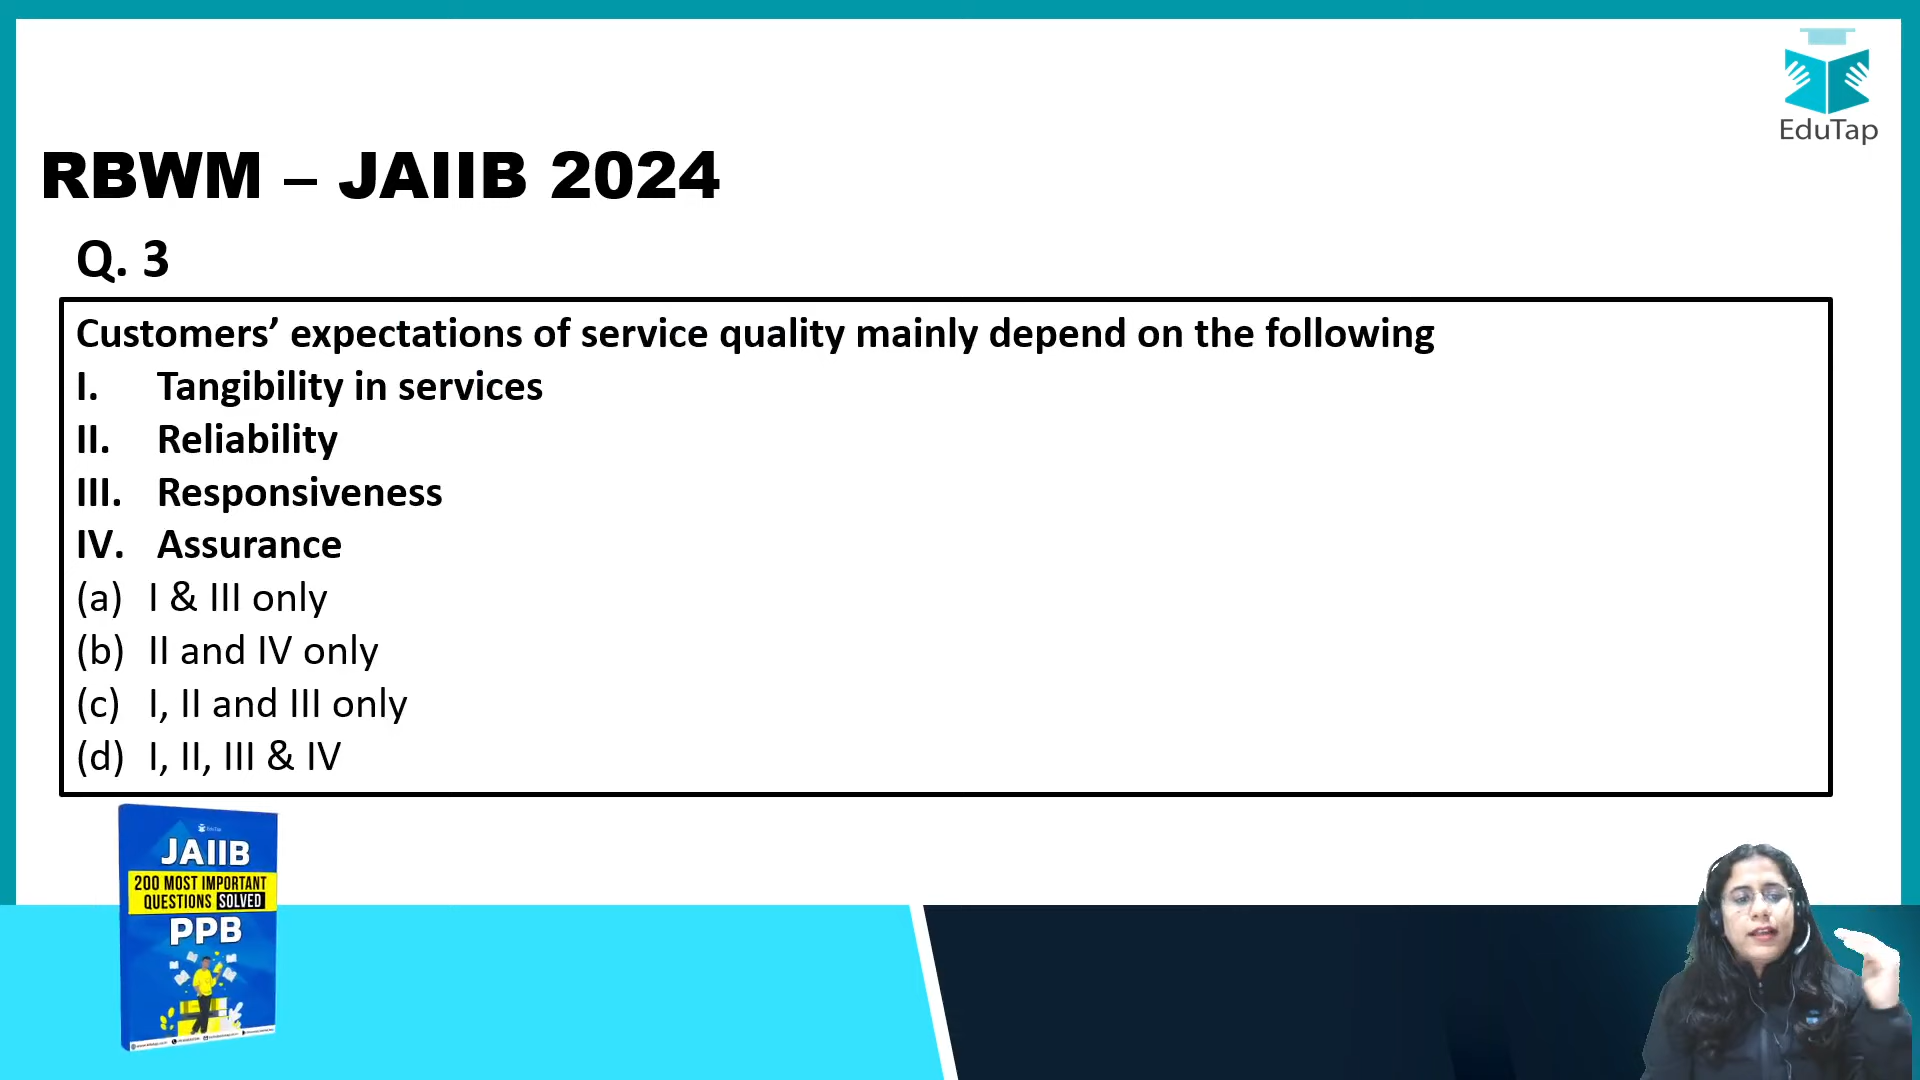 EduTap
RBWM – JAIIB 2024
Q. 3
Customers’ expectations of service quality mainly depend on the following
I. Tangibility in services
II. Reliability
III. Responsiveness
IV. Assurance
(a) I & III only
(b) II and IV only
(c) I, II and III only
(d) I, II, III & IV
JAIIB
200 MOST IMPORTANT
QUESTIONS SOLVED
PPB